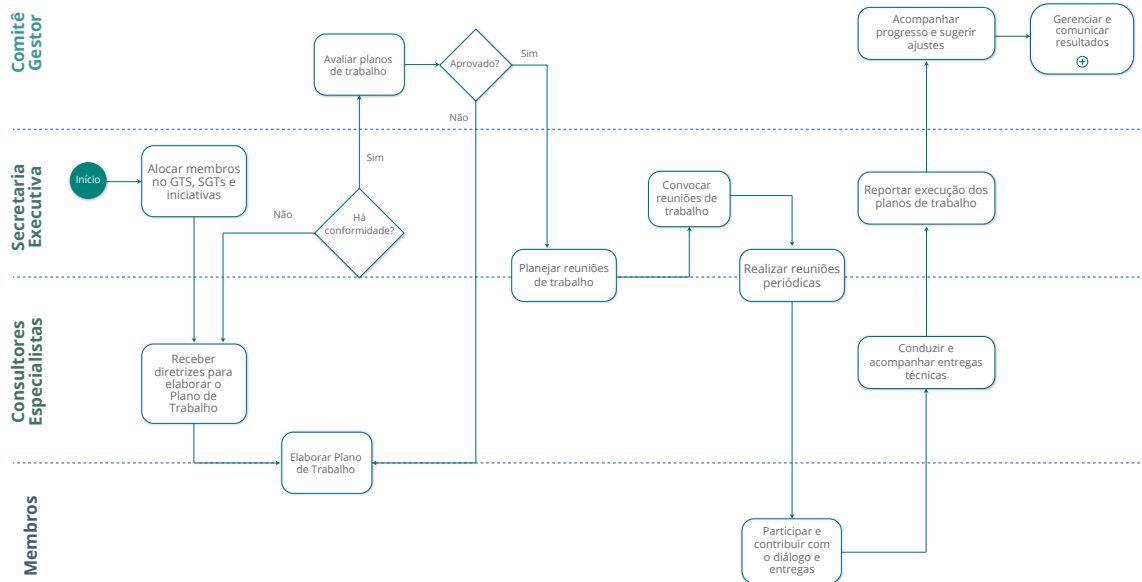 Comitê
Gestor
Avaliar planos
de trabalho
Aprovado?
Sim
Não
Acompanhar
progresso e sugerir
ajustes
Gerenciar e
comunicar
resultados
Secretaria
Executiva
Início
Alocar membros
no GTS, SGTs e
iniciativas
Não
Sim
Há
conformidade?
Planejar reuniões
de trabalho
Convocar
reuniões de
trabalho
Realizar reuniões
periódicas
Reportar execução dos
planos de trabalho
Consultores
Especialistas
Receber
diretrizes para
elaborar o
Plano de
Trabalho
Elaborar Plano
de Trabalho
Conduzir e
acompanhar entregas
técnicas
Membros
Participar e
contribuir com
o diálogo e
entregas